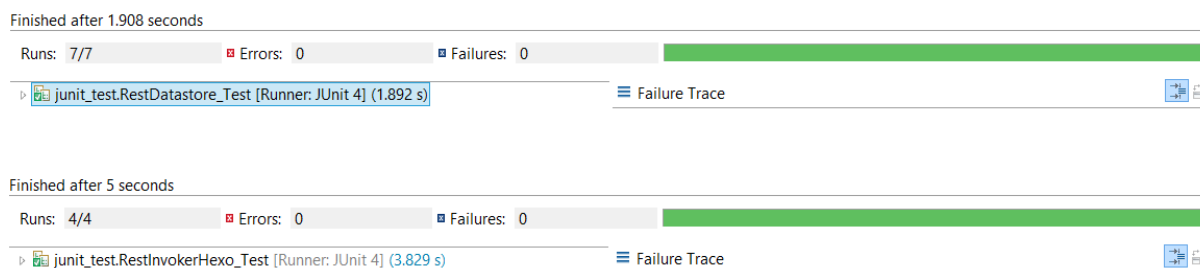 Finished after 1.908 seconds
Runs: 7/7 Errors: 0 Failures: 0
junit_test.RestDatastore_Test [Runner: JUnit 4] (1.892 s) Failure Trace
Finished after 5 seconds
Runs: 4/4 Errors: 0 Failures: 0
junit_test.RestInvokerHexo_Test [Runner: JUnit 4] (3.829 s) Failure Trace